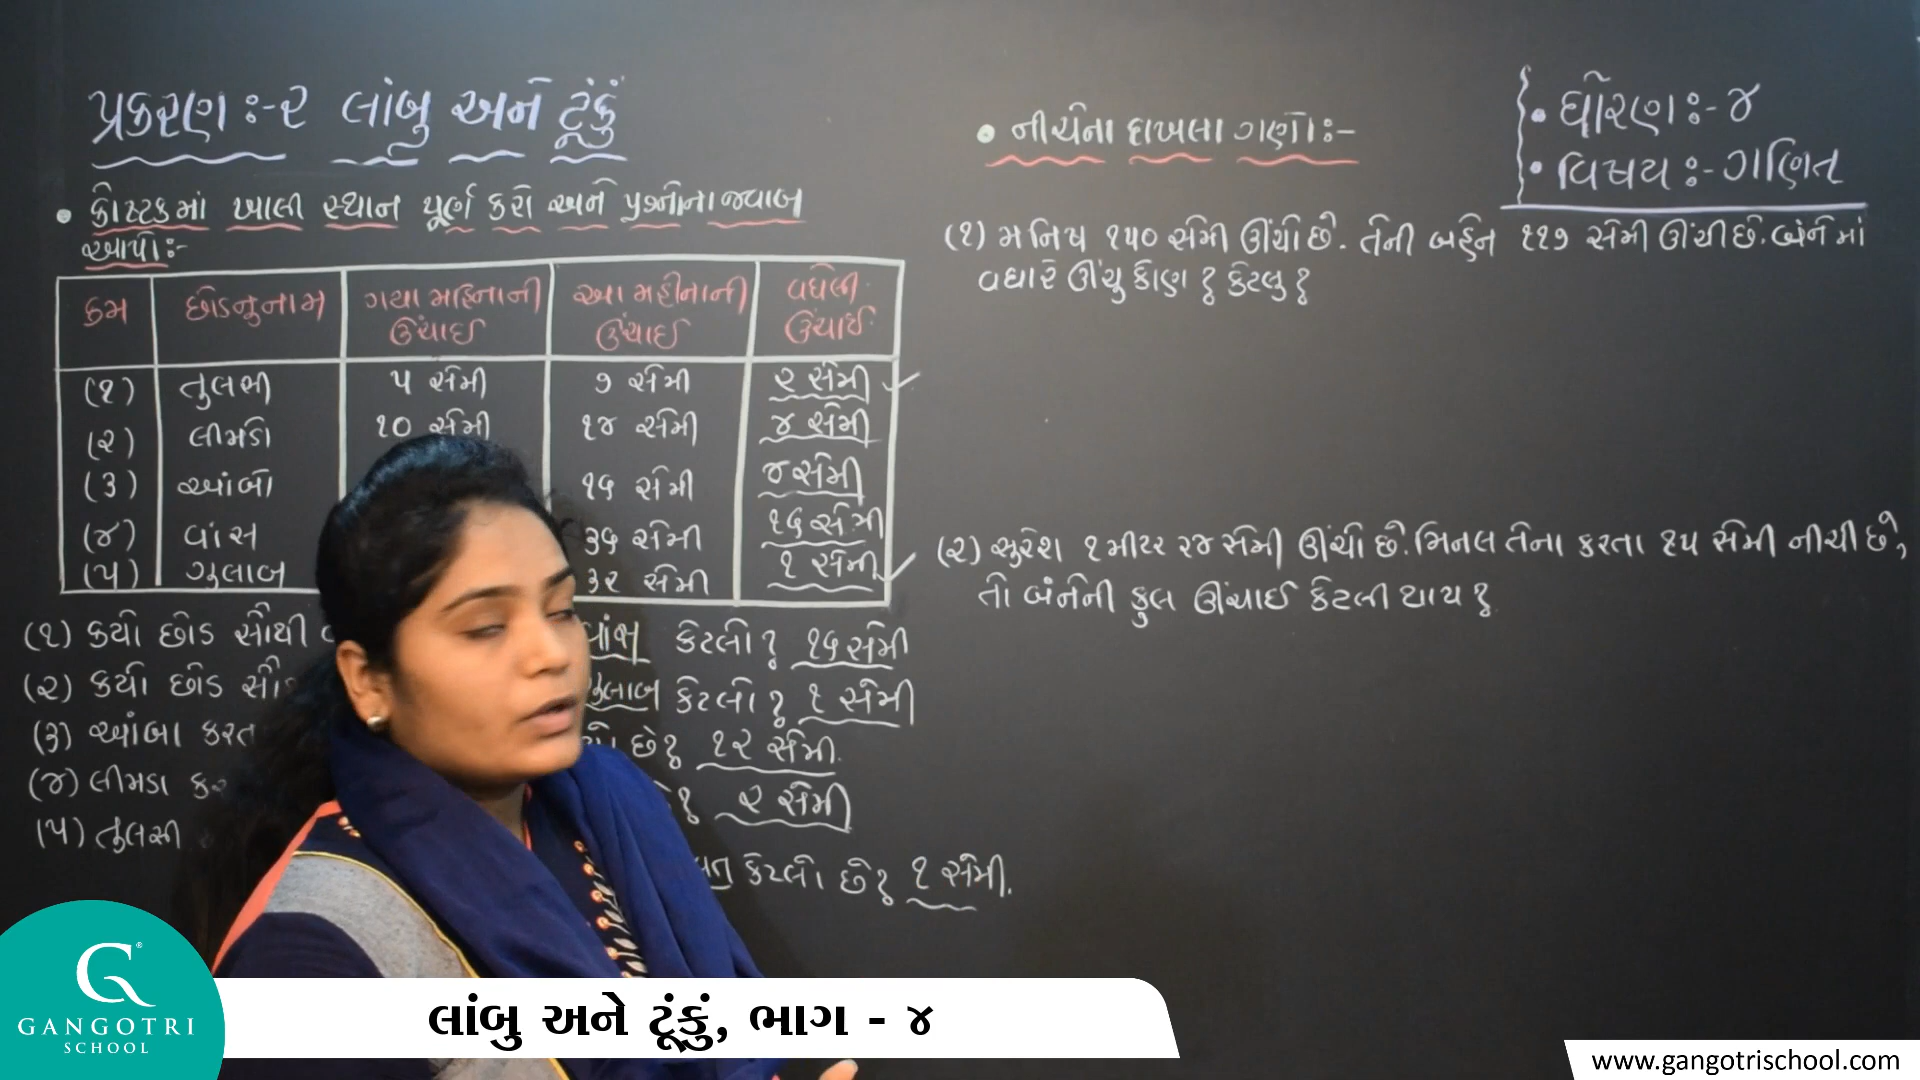 પ્રકરણઃ-૨ લાંબુ અને ટૂંકું
• કોષ્ટકમાં ખાલી સ્થાન પૂર્ણ કરો અને પ્રશ્નોના જવાબ
આપોઃ-
ક્રમ છોડનુ નામ ગયા મહિનાની ઉંચાઈ આ મહીનાની ઉંચાઈ વધેલી ઉંચાઈ
(૧) તુલસી ૫ સેમી ૭ સેમી ૨ સેમી
(૨) લીમડો ૧૦ સેમી ૧૪ સેમી ૪ સેમી
(૩) આંબો ૧૬ સેમી ૪ સેમી
(૪) વાંસ ૩૬ સેમી ૧૬ સેમી
(૫) ગુલાબ ૩૨ સેમી ૧ સેમી
(૧) કયો છોડ સૌથી કેટલો? ૧૬ સેમી
(૨) કયો છોડ કેટલો? ૧ સેમી
(૩) આંબા છે? ૧૨ સેમી.
(૪) લીમડા ૨ સેમી
(૫) તુલસી
કેટલો છે? ૧ સેમી.
• નીચેના દાખલા ગણોઃ-
• ધોરણઃ-૪
• વિષયઃ-ગણિત
(૧) મનિષ ૧૫૦ સેમી ઊંચો છે. તેની બહેન ૧૧૭ સેમી ઊંચી છે. બંનેમાં
વધારે ઊંચુ કોણ? કેટલુ?
(૨) સુરેશ ૧ મીટર ૨૪ સેમી ઊંચો છે. મિનલ તેના કરતા ૧૫ સેમી નીચી છે,
તો બંનેની કુલ ઊંચાઈ કેટલી થાય?
GANGOTRI
SCHOOL
લાંબુ અને ટૂંકું, ભાગ - ૪
www.gangotrischool.com